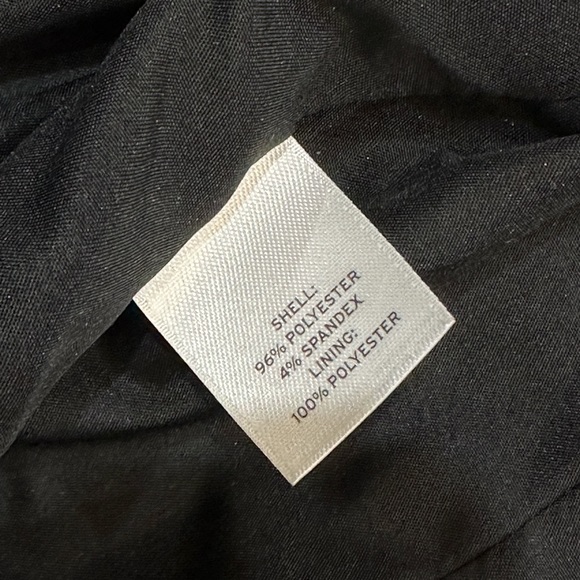 SHELL:
96% POLYESTER
4% SPANDEX
LINING:
100% POLYESTER